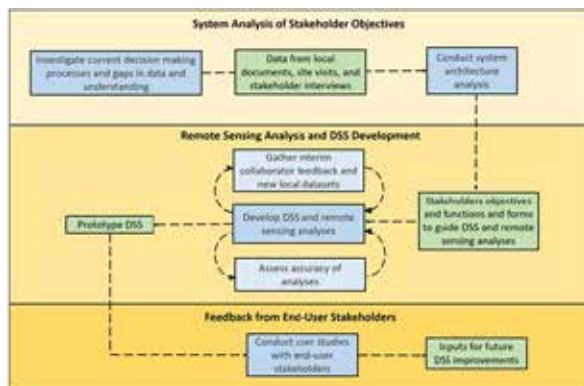 System Analysis of Stakeholder Objectives
Investigate current decision making
processes and gaps in data and
understanding
Data from local
documents, site visits, and
stakeholder interviews
Conduct system
architecture
analysis
Remote Sensing Analysis and DSS Development
Gather interim
collaborator feedback and
new local datasets
Prototype DSS
Develop DSS and remote
sensing analyses
Stakeholders objectives
and functions and forms
to guide DSS and remote
sensing analyses
Assess accuracy of
analyses
Feedback from End-User Stakeholders
Conduct user studies
with end-user
stakeholders
Inputs for future
DSS improvements